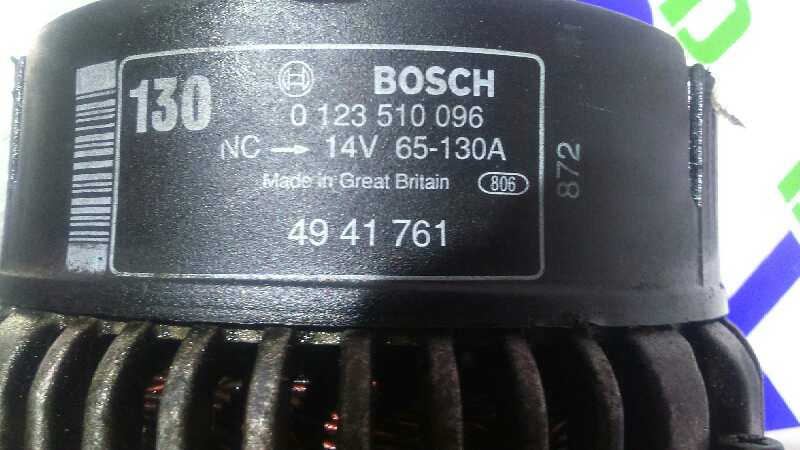 130
BOSCH
0 123 510 096
NC → 14V 65-130A
Made in Great Britain 806
49 41 761
872